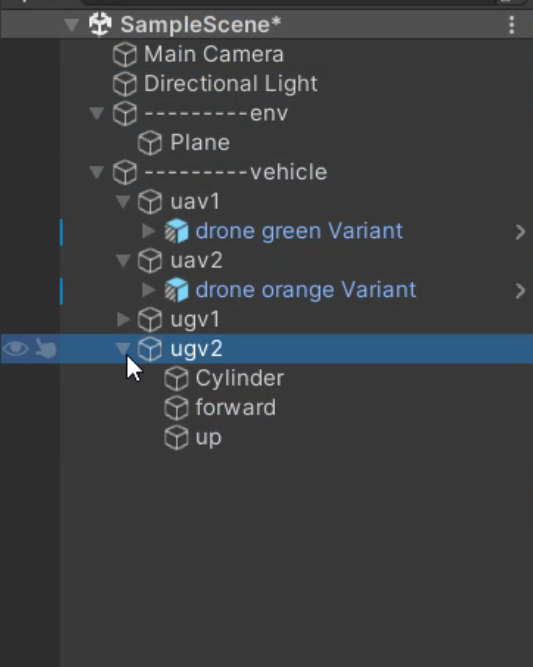 SampleScene*
Main Camera
Directional Light
---------env
Plane
---------vehicle
uav1
drone green Variant
uav2
drone orange Variant
ugv1
ugv2
Cylinder
forward
up